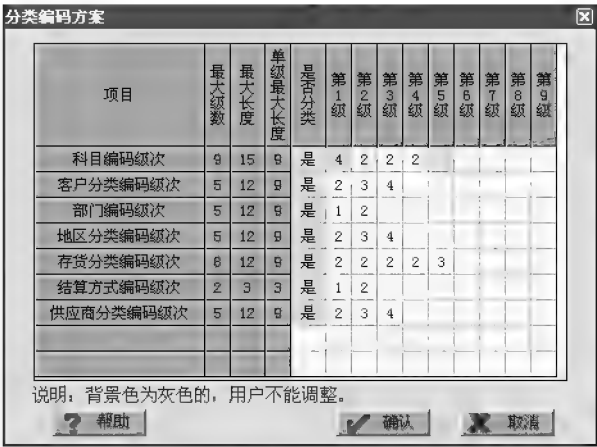 分类编码方案
项目 最大级数 最大长度 单级最大长度 是否分类 第1级 第2级 第3级 第4级 第5级 第6级 第7级 第8级 第9级
科目编码级次 9 15 9 是 4 2 2 2
客户分类编码级次 5 12 9 是 2 3 4
部门编码级次 5 12 9 是 1 2
地区分类编码级次 5 12 9 是 2 3 4
存货分类编码级次 8 12 9 是 2 2 2 2 3
结算方式编码级次 2 3 3 是 1 2
供应商分类编码级次 5 12 9 是 2 3 4
说明：背景色为灰色的，用户不能调整。
? 帮助 确认 取消